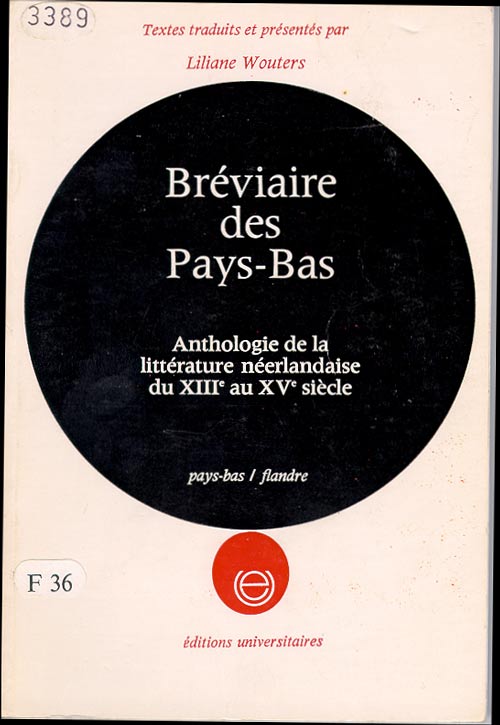 3389
Textes traduits et présentés par
Liliane Wouters
Bréviaire
des
Pays-Bas
Anthologie de la
littérature néerlandaise
du XIIIe au XVe siècle
pays-bas / flandre
F 36
eu
éditions universitaires